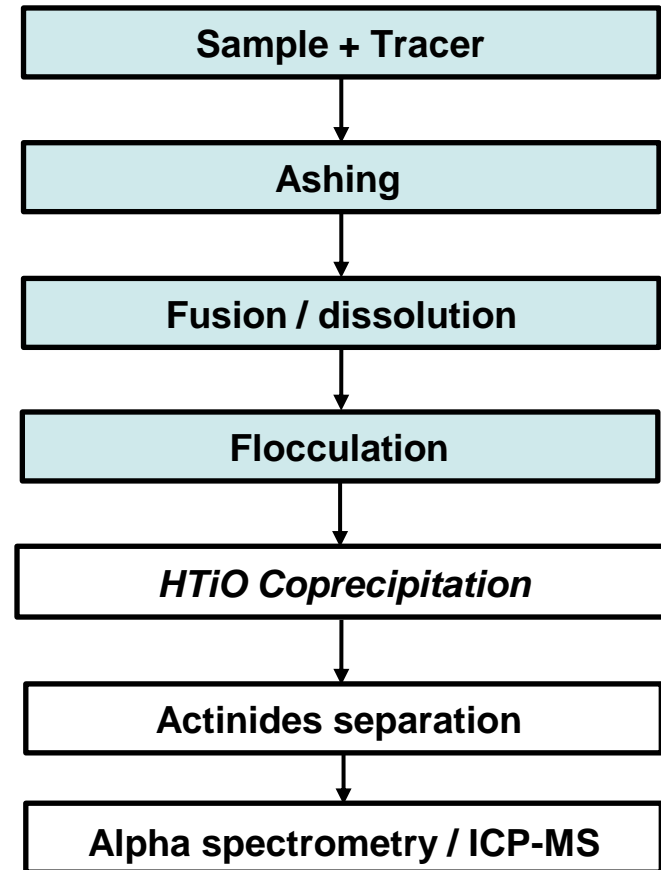 Sample + Tracer
Ashing
Fusion / dissolution
Flocculation
HTiO Coprecipitation
Actinides separation
Alpha spectrometry / ICP-MS